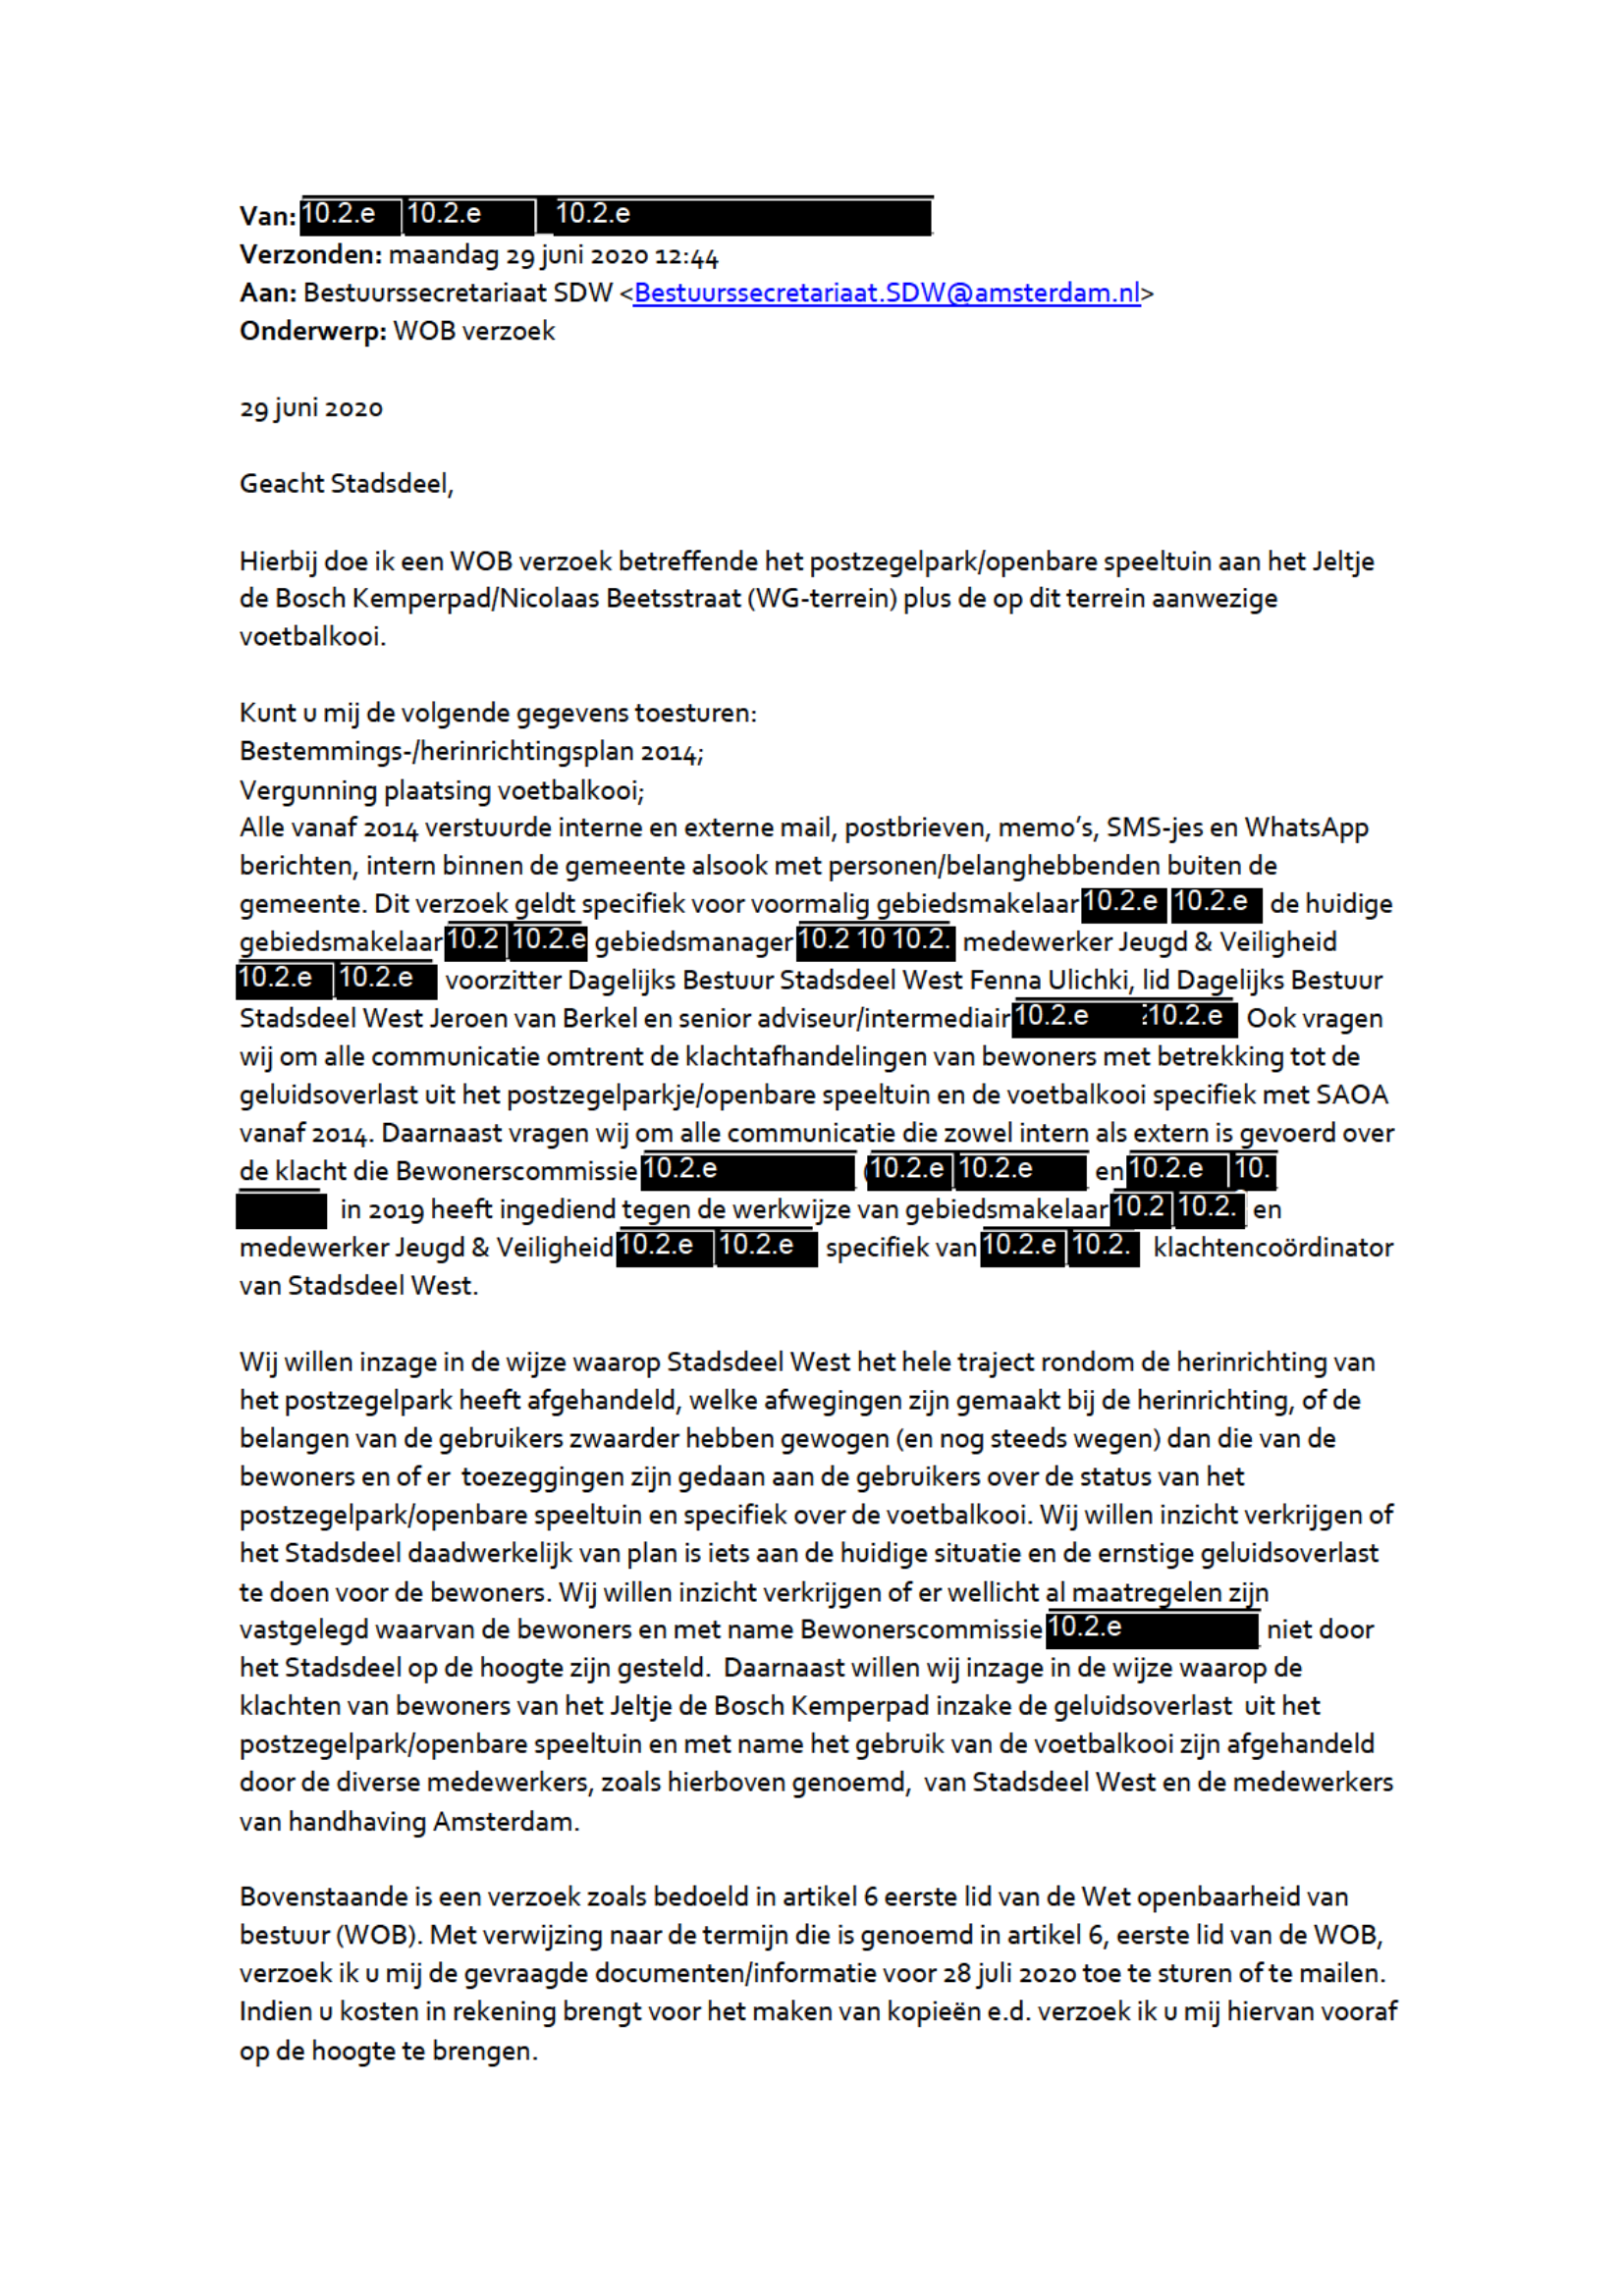 Van: 10.2.e 10.2.e 10.2.e
Verzonden: maandag 29 juni 2020 12:44
Aan: Bestuurssecretariaat SDW <Bestuurssecretariaat.SDW@amsterdam.nl>
Onderwerp: WOB verzoek
29 juni 2020
Geacht Stadsdeel,
Hierbij doe ik een WOB verzoek betreffende het postzegelpark/openbare speeltuin aan het Jeltje
de Bosch Kemperpad/Nicolaas Beetsstraat (WG-terrein) plus de op dit terrein aanwezige
voetbalkooi.
Kunt u mij de volgende gegevens toesturen:
Bestemmings-/herinrichtingsplan 2014;
Vergunning plaatsing voetbalkooi;
Alle vanaf 2014 verstuurde interne en externe mail, postbrieven, memo's, SMS-jes en WhatsApp
berichten, intern binnen de gemeente alsook met personen/belanghebbenden buiten de
gemeente. Dit verzoek geldt specifiek voor voormalig gebiedsmakelaar 10.2.e 10.2.e de huidige
gebiedsmakelaar 10.2 10.2.e gebiedsmanager 10.2 10 10.2. medewerker Jeugd & Veiligheid
10.2.e 10.2.e voorzitter Dagelijks Bestuur Stadsdeel West Fenna Ulichki, lid Dagelijks Bestuur
Stadsdeel West Jeroen van Berkel en senior adviseur/intermediair 10.2.e 10.2.e Ook vragen
wij om alle communicatie omtrent de klachtafhandelingen van bewoners met betrekking tot de
geluidsoverlast uit het postzegelparkje/openbare speeltuin en de voetbalkooi specifiek met SAOA
vanaf 2014. Daarnaast vragen wij om alle communicatie die zowel intern als extern is gevoerd over
de klacht die Bewonerscommissie 10.2.e (10.2.e 10.2.e en 10.2.e 10.
in 2019 heeft ingediend tegen de werkwijze van gebiedsmakelaar 10.2 10.2. en
medewerker Jeugd & Veiligheid 10.2.e 10.2.e specifiek van 10.2.e 10.2. klachtencoördinator
van Stadsdeel West.
Wij willen inzage in de wijze waarop Stadsdeel West het hele traject rondom de herinrichting van
het postzegelpark heeft afgehandeld, welke afwegingen zijn gemaakt bij de herinrichting, of de
belangen van de gebruikers zwaarder hebben gewogen (en nog steeds wegen) dan die van de
bewoners en of er toezeggingen zijn gedaan aan de gebruikers over de status van het
postzegelpark/openbare speeltuin en specifiek over de voetbalkooi. Wij willen inzicht verkrijgen of
het Stadsdeel daadwerkelijk van plan is iets aan de huidige situatie en de ernstige geluidsoverlast
te doen voor de bewoners. Wij willen inzicht verkrijgen of er wellicht al maatregelen zijn
vastgelegd waarvan de bewoners en met name Bewonerscommissie 10.2.e niet door
het Stadsdeel op de hoogte zijn gesteld. Daarnaast willen wij inzage in de wijze waarop de
klachten van bewoners van het Jeltje de Bosch Kemperpad inzake de geluidsoverlast uit het
postzegelpark/openbare speeltuin en met name het gebruik van de voetbalkooi zijn afgehandeld
door de diverse medewerkers, zoals hierboven genoemd, van Stadsdeel West en de medewerkers
van handhaving Amsterdam.
Bovenstaande is een verzoek zoals bedoeld in artikel 6 eerste lid van de Wet openbaarheid van
bestuur (WOB). Met verwijzing naar de termijn die is genoemd in artikel 6, eerste lid van de WOB,
verzoek ik u mij de gevraagde documenten/informatie voor 28 juli 2020 toe te sturen of te mailen.
Indien u kosten in rekening brengt voor het maken van kopieën e.d. verzoek ik u mij hiervan vooraf
op de hoogte te brengen.